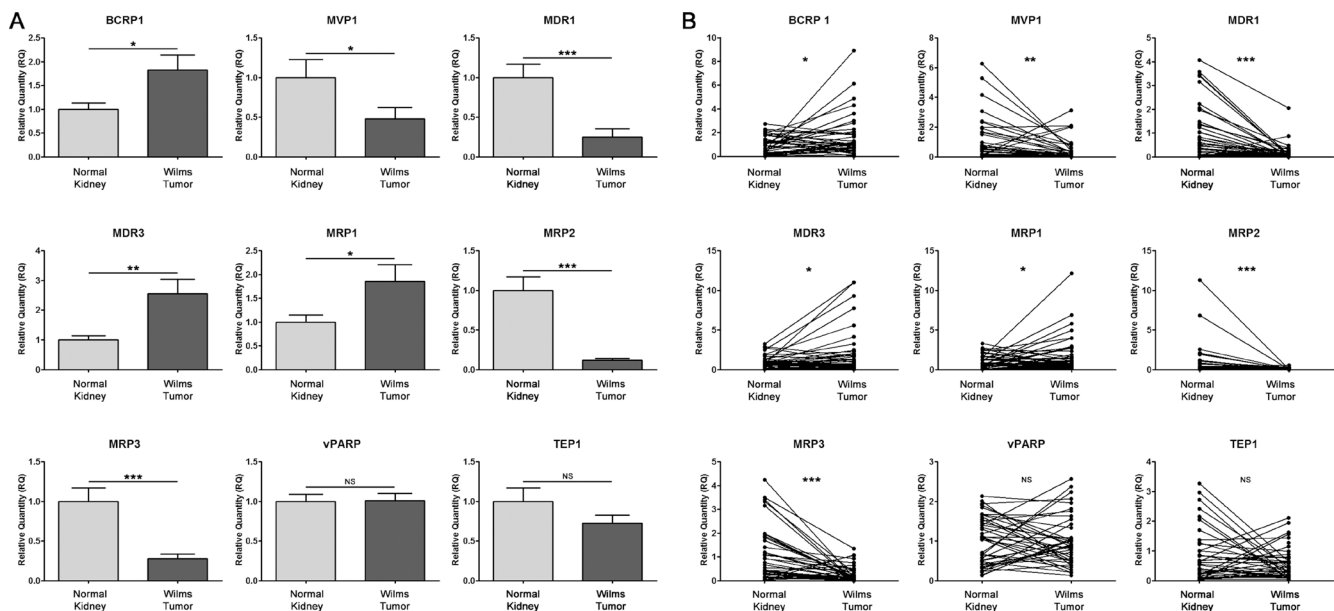 A
BCRP1
Relative Quantity (RQ)
2.5
2.0
1.5
1.0
0.5
0.0
*
Normal Kidney
Wilms Tumor
MVP1
Relative Quantity (RQ)
1.5
1.0
0.5
0.0
*
Normal Kidney
Wilms Tumor
MDR1
Relative Quantity (RQ)
1.5
1.0
0.5
0.0
***
Normal Kidney
Wilms Tumor
MDR3
Relative Quantity (RQ)
4
3
2
1
0
**
Normal Kidney
Wilms Tumor
MRP1
Relative Quantity (RQ)
2.5
2.0
1.5
1.0
0.5
0.0
*
Normal Kidney
Wilms Tumor
MRP2
Relative Quantity (RQ)
1.5
1.0
0.5
0.0
***
Normal Kidney
Wilms Tumor
MRP3
Relative Quantity (RQ)
1.5
1.0
0.5
0.0
***
Normal Kidney
Wilms Tumor
vPARP
Relative Quantity (RQ)
1.5
1.0
0.5
0.0
NS
Normal Kidney
Wilms Tumor
TEP1
Relative Quantity (RQ)
1.5
1.0
0.5
0.0
NS
Normal Kidney
Wilms Tumor
B
BCRP 1
Relative Quantity (RQ)
10
8
6
4
2
0
*
Normal Kidney
Wilms Tumor
MVP1
Relative Quantity (RQ)
8
6
4
2
0
**
Normal Kidney
Wilms Tumor
MDR1
Relative Quantity (RQ)
5
4
3
2
1
0
***
Normal Kidney
Wilms Tumor
MDR3
Relative Quantity (RQ)
15
10
5
0
*
Normal Kidney
Wilms Tumor
MRP1
Relative Quantity (RQ)
15
10
5
0
*
Normal Kidney
Wilms Tumor
MRP2
Relative Quantity (RQ)
15
10
5
0
***
Normal Kidney
Wilms Tumor
MRP3
Relative Quantity (RQ)
5
4
3
2
1
0
***
Normal Kidney
Wilms Tumor
vPARP
Relative Quantity (RQ)
3
2
1
0
NS
Normal Kidney
Wilms Tumor
TEP1
Relative Quantity (RQ)
4
3
2
1
0
NS
Normal Kidney
Wilms Tumor